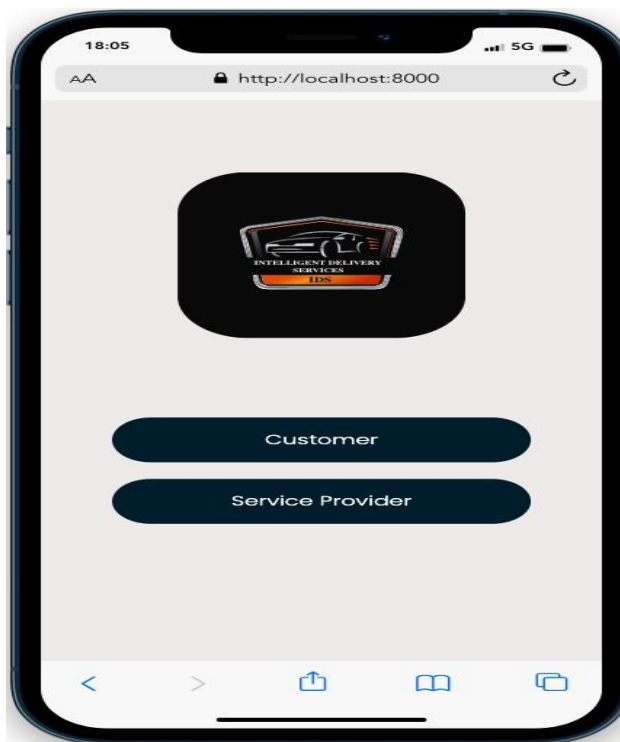 18:05
5G
AA
http://localhost:8000
INTELLIGENT DELIVERY
SERVICES
IDS
Customer
Service Provider